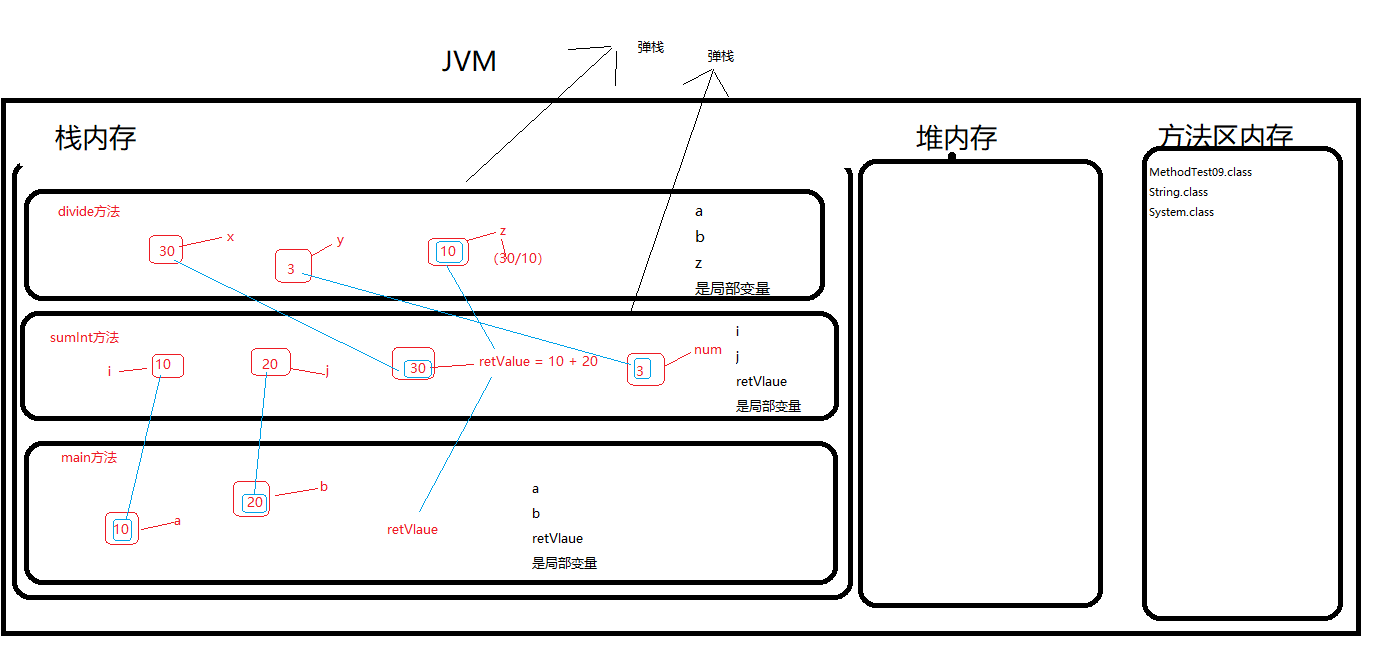 JVM
弹栈
弹栈
栈内存
堆内存
方法区内存
MethodTest09.class
String.class
System.class
divide方法
30
x
3
y
10
z
(30/10)
a
b
z
是局部变量
sumInt方法
i
10
20
j
30
retValue = 10 + 20
3
num
i
j
retVlaue
是局部变量
main方法
10
a
20
b
retVlaue
a
b
retVlaue
是局部变量